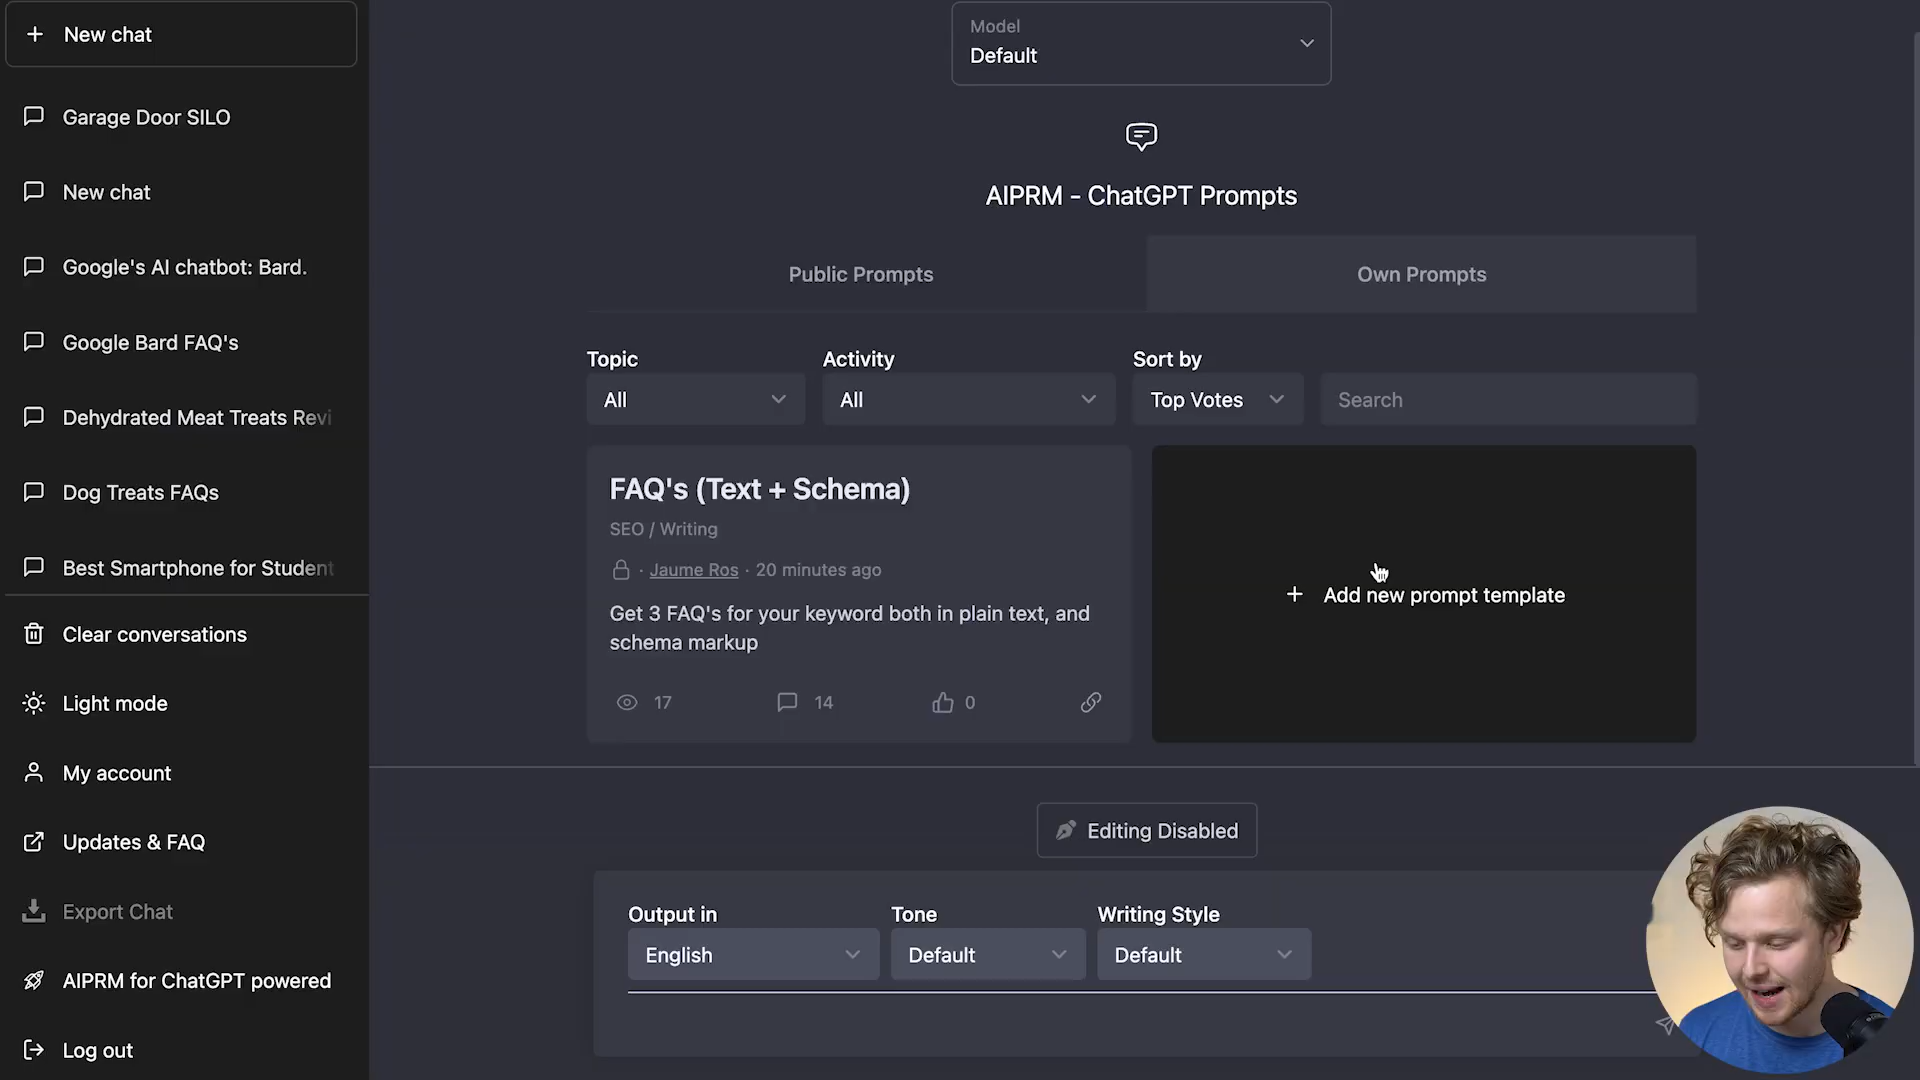 New chat
Garage Door SILO
New chat
Google's AI chatbot: Bard.
Google Bard FAQ's
Dehydrated Meat Treats Revi
Dog Treats FAQs
Best Smartphone for Student
Clear conversations
Light mode
My account
Updates & FAQ
Export Chat
AIPRM for ChatGPT powered
Log out
Model
Default
AIPRM - ChatGPT Prompts
Public Prompts
Own Prompts
Topic
Activity
Sort by
All
All
Top Votes
Search
FAQ's (Text + Schema)
SEO / Writing
· Jaume Ros · 20 minutes ago
Get 3 FAQ's for your keyword both in plain text, and
schema markup
17
14
0
+ Add new prompt template
Editing Disabled
Output in
Tone
Writing Style
English
Default
Default